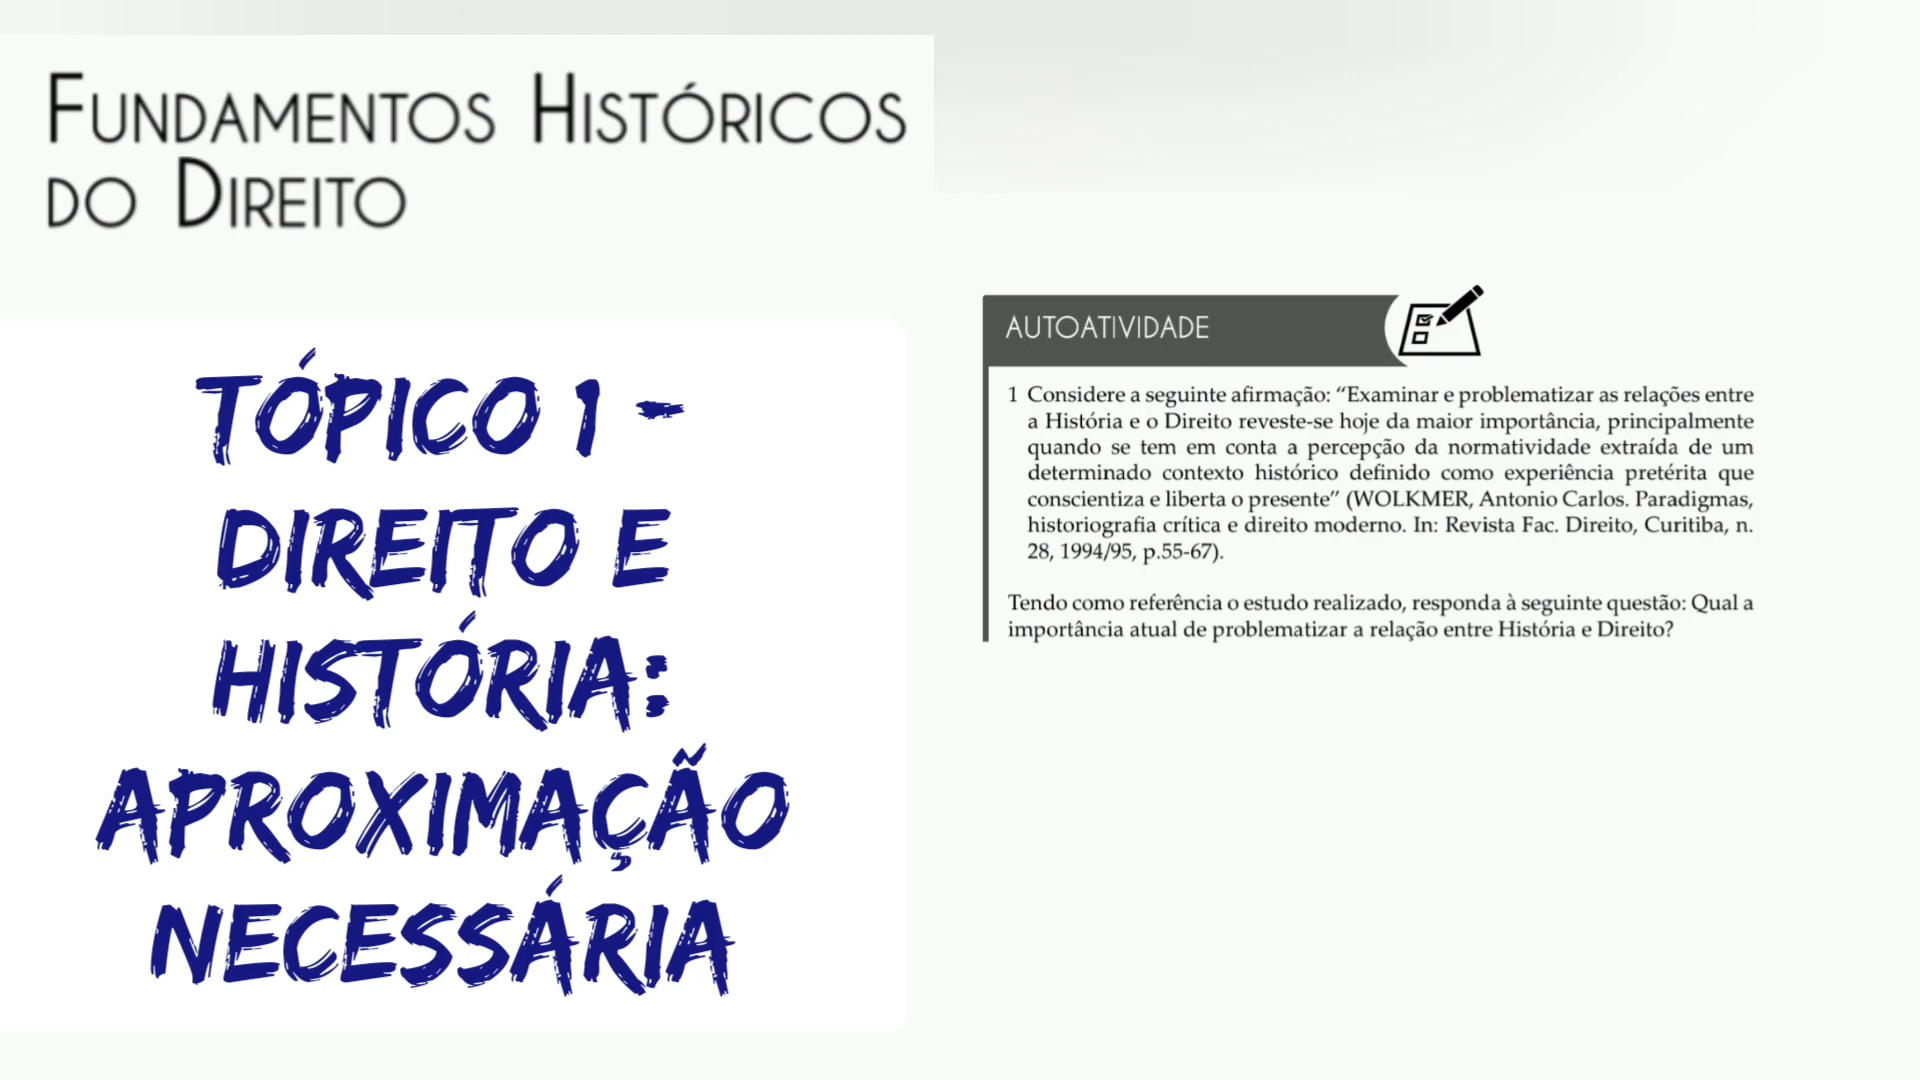 Fundamentos Históricos
do Direito
TÓPICO 1 -
DIREITO E
HISTÓRIA:
APROXIMAÇÃO
NECESSÁRIA
AUTOATIVIDADE
1 Considere a seguinte afirmação: “Examinar e problematizar as relações entre
a História e o Direito reveste-se hoje da maior importância, principalmente
quando se tem em conta a percepção da normatividade extraída de um
determinado contexto histórico definido como experiência pretérita que
conscientiza e liberta o presente” (WOLKMER, Antonio Carlos. Paradigmas,
historiografia crítica e direito moderno. In: Revista Fac. Direito, Curitiba, n.
28, 1994/95, p.55-67).
Tendo como referência o estudo realizado, responda à seguinte questão: Qual a
importância atual de problematizar a relação entre História e Direito?